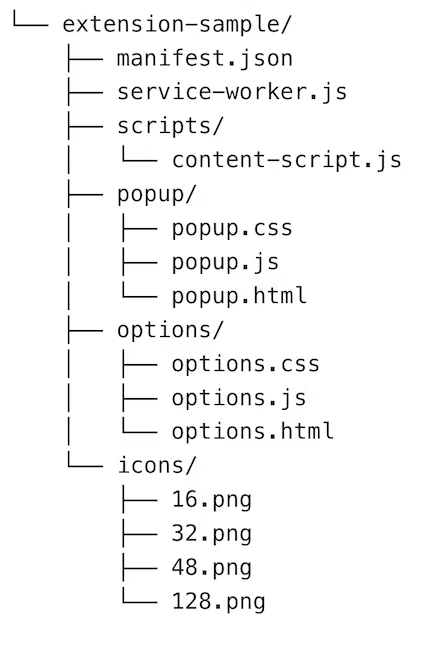 └── extension-sample/
    ├── manifest.json
    ├── service-worker.js
    ├── scripts/
    │   └── content-script.js
    ├── popup/
    │   ├── popup.css
    │   ├── popup.js
    │   └── popup.html
    ├── options/
    │   ├── options.css
    │   ├── options.js
    │   └── options.html
    └── icons/
        ├── 16.png
        ├── 32.png
        ├── 48.png
        └── 128.png